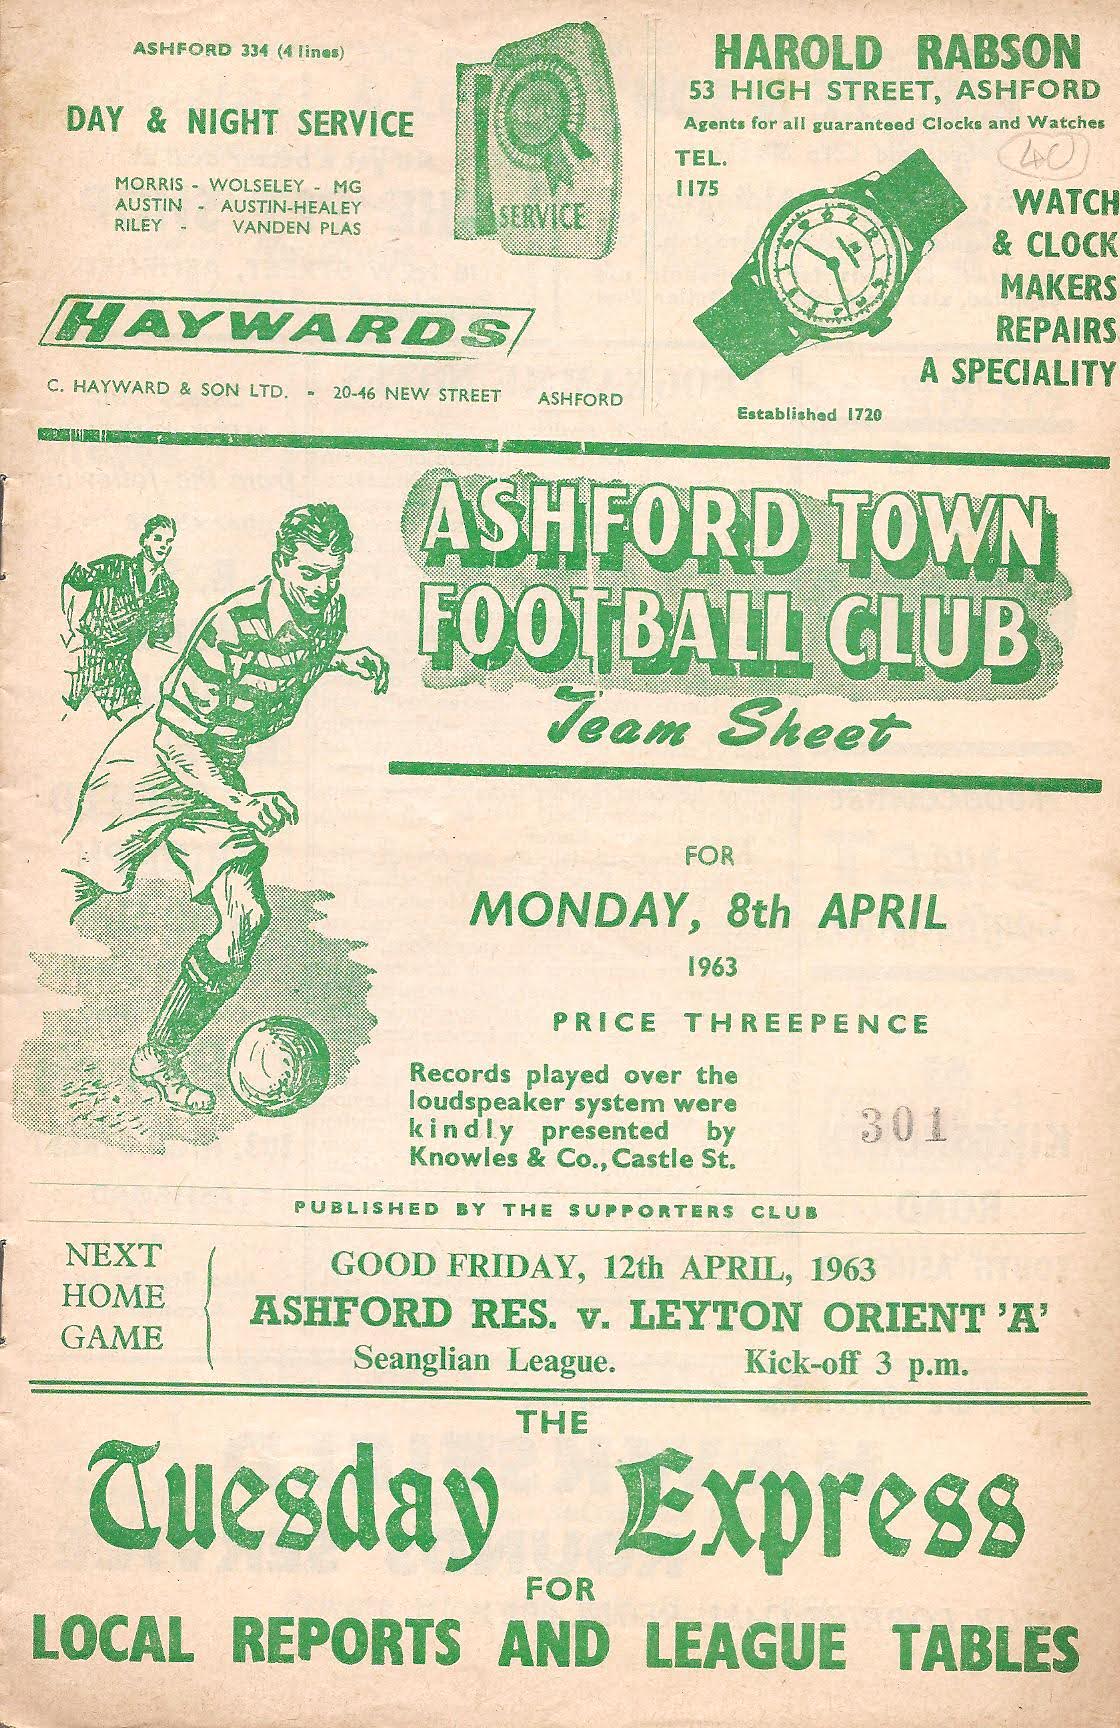 ASHFORD 334 (4 lines)
DAY & NIGHT SERVICE
MORRIS - WOLSELEY - MG
AUSTIN - AUSTIN-HEALEY
RILEY - VANDEN PLAS
SERVICE
HAYWARDS
C. HAYWARD & SON LTD. - 20-46 NEW STREET ASHFORD
HAROLD RABSON
53 HIGH STREET, ASHFORD
Agents for all guaranteed Clocks and Watches
40
TEL.
1175
WATCH
& CLOCK
MAKERS
REPAIRS
A SPECIALITY
Established 1720
ASHFORD TOWN
FOOTBALL CLUB
Team Sheet
FOR
MONDAY, 8th APRIL
1963
PRICE THREEPENCE
Records played over the
loudspeaker system were
kindly presented by
Knowles & Co., Castle St.
301
PUBLISHED BY THE SUPPORTERS CLUB
NEXT
HOME
GAME
GOOD FRIDAY, 12th APRIL, 1963
ASHFORD RES. v. LEYTON ORIENT 'A'
Seanglian League. Kick-off 3 p.m.
THE
Tuesday Express
FOR
LOCAL REPORTS AND LEAGUE TABLES